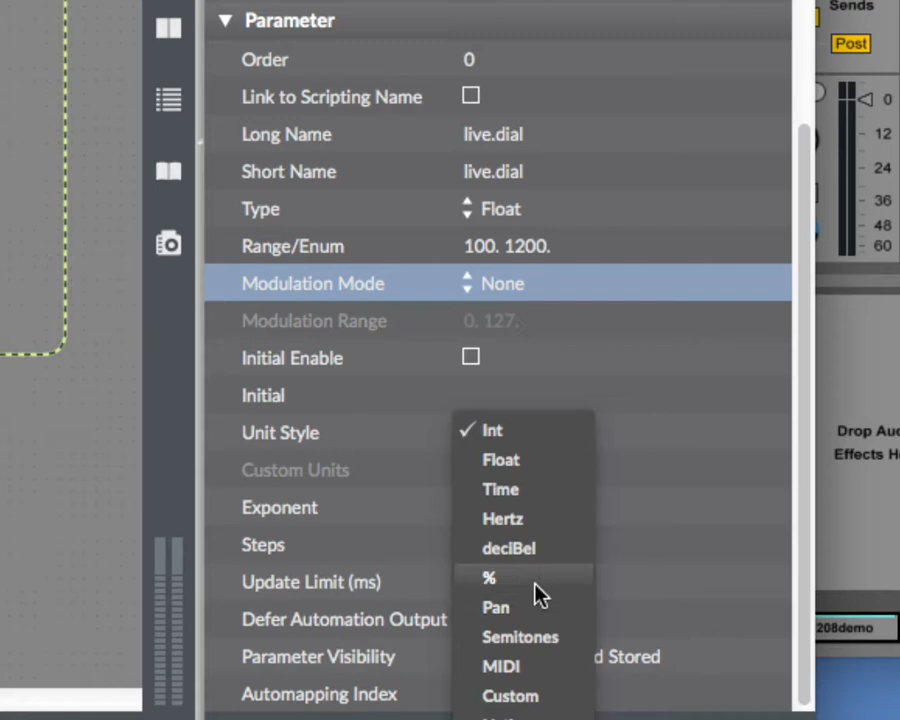 Parameter
Order 0
Link to Scripting Name
Long Name live.dial
Short Name live.dial
Type Float
Range/Enum 100. 1200.
Modulation Mode None
Modulation Range 0. 127.
Initial Enable
Initial
Unit Style
Custom Units
Exponent
Steps
Update Limit (ms)
Defer Automation Output
Parameter Visibility d Stored
Automapping Index
✓ Int
Float
Time
Hertz
deciBel
%
Pan
Semitones
MIDI
Custom
Sends
Post
0
12
24
36
48
60
Drop Au
Effects H
208demo